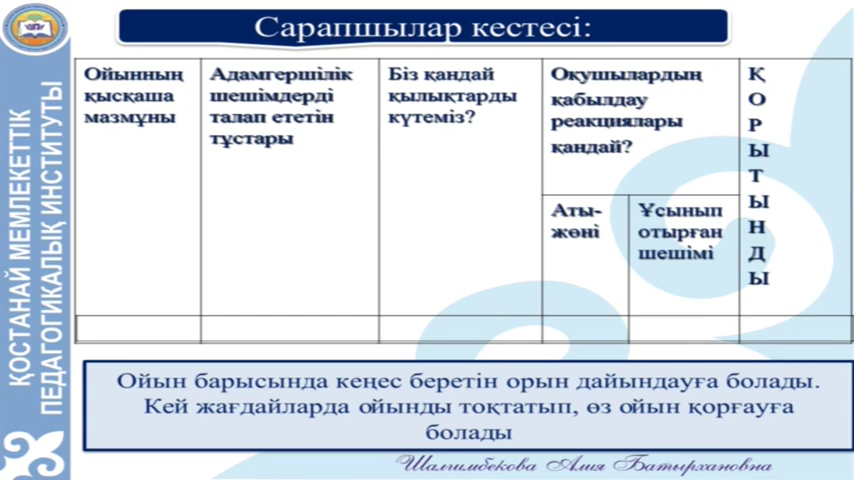 Сарапшылар кестесі:
Ойынның
қысқаша
мазмұны
Адамгершілік
шешімдерді
талап ететін
тұстары
Біз қандай
қылықтарды
күтеміз?
Оқушылардың
қабылдау
реакциялары
қандай?
Аты-
жөні
Ұсынып
отырған
шешімі
Қ
О
Р
Ы
Т
Ы
Н
Д
Ы
Ойын барысында кеңес беретін орын дайындауға болады.
Кей жағдайларда ойынды тоқтатып, өз ойын қорғауға
болады
ҚОСТАНАЙ МЕМЛЕКЕТТІК
ПЕДАГОГИКАЛЫҚ ИНСТИТУТЫ
Шалгимбекова Алия Батырхановна